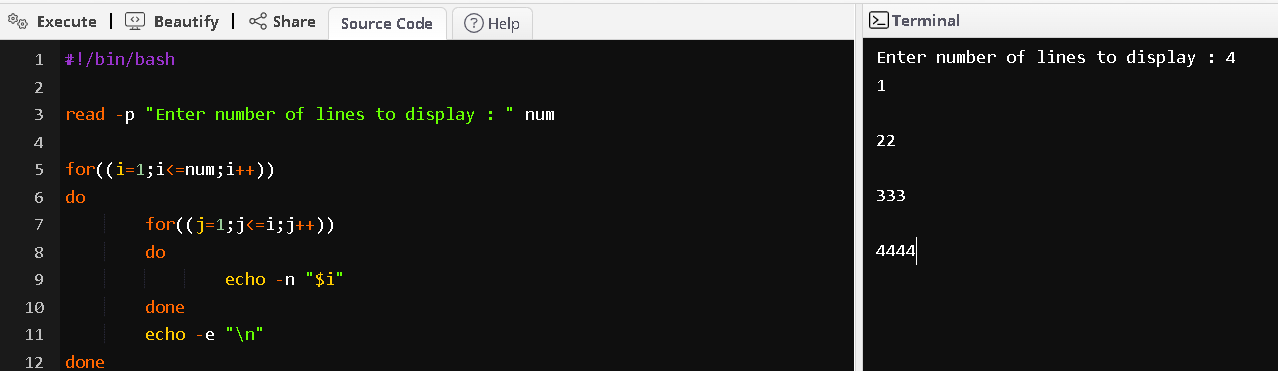 Execute | Beautify | Share Source Code Help
1 #!/bin/bash
2
3 read -p "Enter number of lines to display : " num
4
5 for((i=1;i<=num;i++))
6 do
7         for((j=1;j<=i;j++))
8         do
9                 echo -n "$i"
10         done
11         echo -e "\n"
12 done
Terminal
Enter number of lines to display : 4
1
22
333
4444